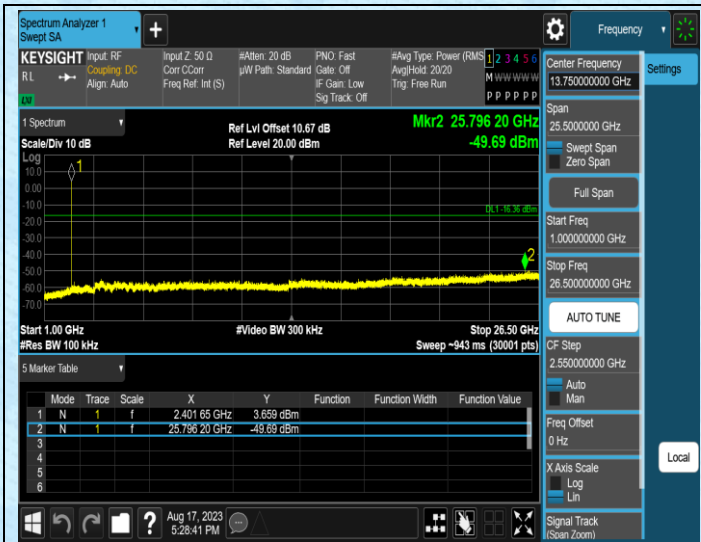 Spectrum Analyzer 1
Swept SA
Frequency
KEYSIGHT
R L
LXI
Input: RF
Coupling: DC
Align: Auto
Input Z: 50 Ω
Corr CCorr
Freq Ref: Int (S)
#Atten: 20 dB
µW Path: Standard
PNO: Fast
Gate: Off
IF Gain: Low
Sig Track: Off
#Avg Type: Power (RMS
Avg|Hold: 20/20
Trig: Free Run
1 2 3 4 5 6
M W W W W W
P P P P P P
1 Spectrum
Scale/Div 10 dB
Ref Lvl Offset 10.67 dB
Ref Level 20.00 dBm
Mkr2 25.796 20 GHz
-49.69 dBm
Log
10.0
0.00
-10.0
-20.0
-30.0
-40.0
-50.0
-60.0
-70.0
1
DL1 -16.36 dBm
2
Start 1.00 GHz
#Res BW 100 kHz
#Video BW 300 kHz
Stop 26.50 GHz
Sweep ~943 ms (30001 pts)
5 Marker Table
Mode Trace Scale X Y Function Function Width Function Value
1 N 1 f 2.401 65 GHz 3.659 dBm
2 N 1 f 25.796 20 GHz -49.69 dBm
3
4
5
6
Aug 17, 2023
5:28:41 PM
Center Frequency
13.750000000 GHz
Settings
Span
25.5000000 GHz
Swept Span
Zero Span
Full Span
Start Freq
1.000000000 GHz
Stop Freq
26.500000000 GHz
AUTO TUNE
CF Step
2.550000000 GHz
Auto
Man
Freq Offset
0 Hz
X Axis Scale
Log
Lin
Local
Signal Track
(Span Zoom)